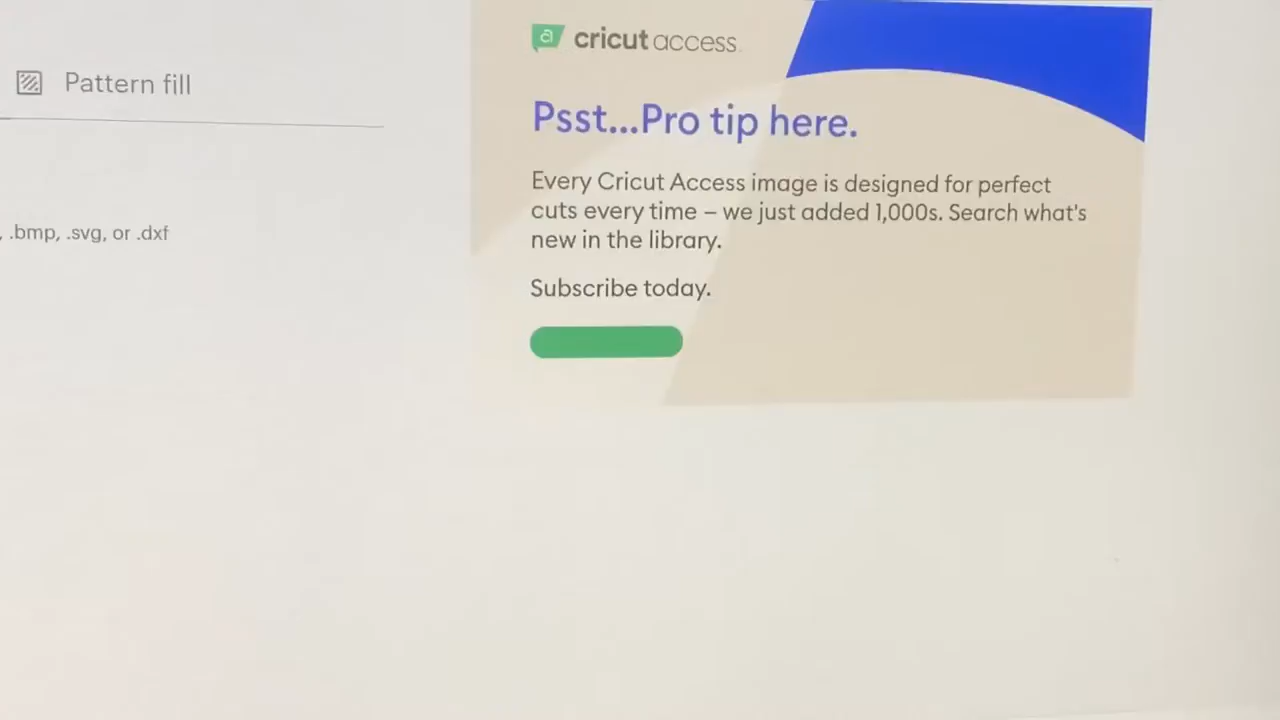 Pattern fill
, .bmp, .svg, or .dxf
cricut access
Psst...Pro tip here.
Every Cricut Access image is designed for perfect
cuts every time – we just added 1,000s. Search what's
new in the library.
Subscribe today.